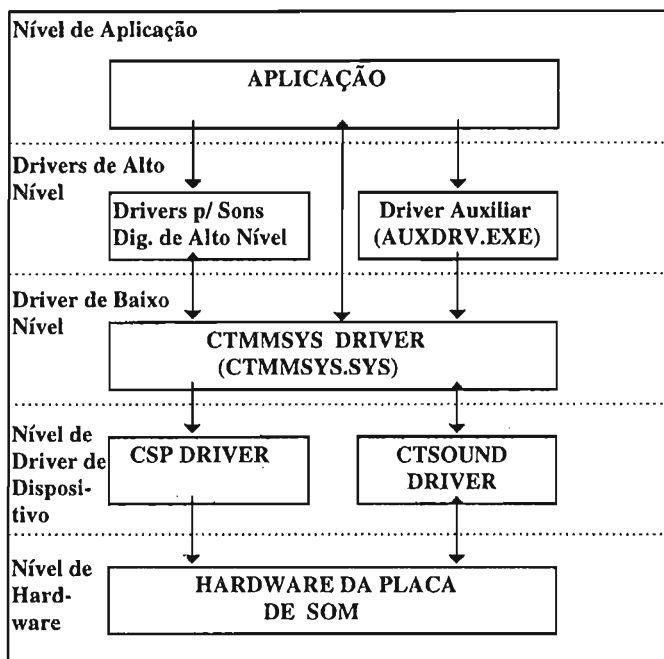 Nível de Aplicação
APLICAÇÃO
Drivers de Alto
Nível
Drivers p/ Sons
Dig. de Alto Nível
Driver Auxiliar
(AUXDRV.EXE)
Driver de Baixo
Nível
CTMMSYS DRIVER
(CTMMSYS.SYS)
Nível de
Driver de
Disposi-
tivo
CSP DRIVER
CTSOUND
DRIVER
Nível de
Hard-
ware
HARDWARE DA PLACA
DE SOM